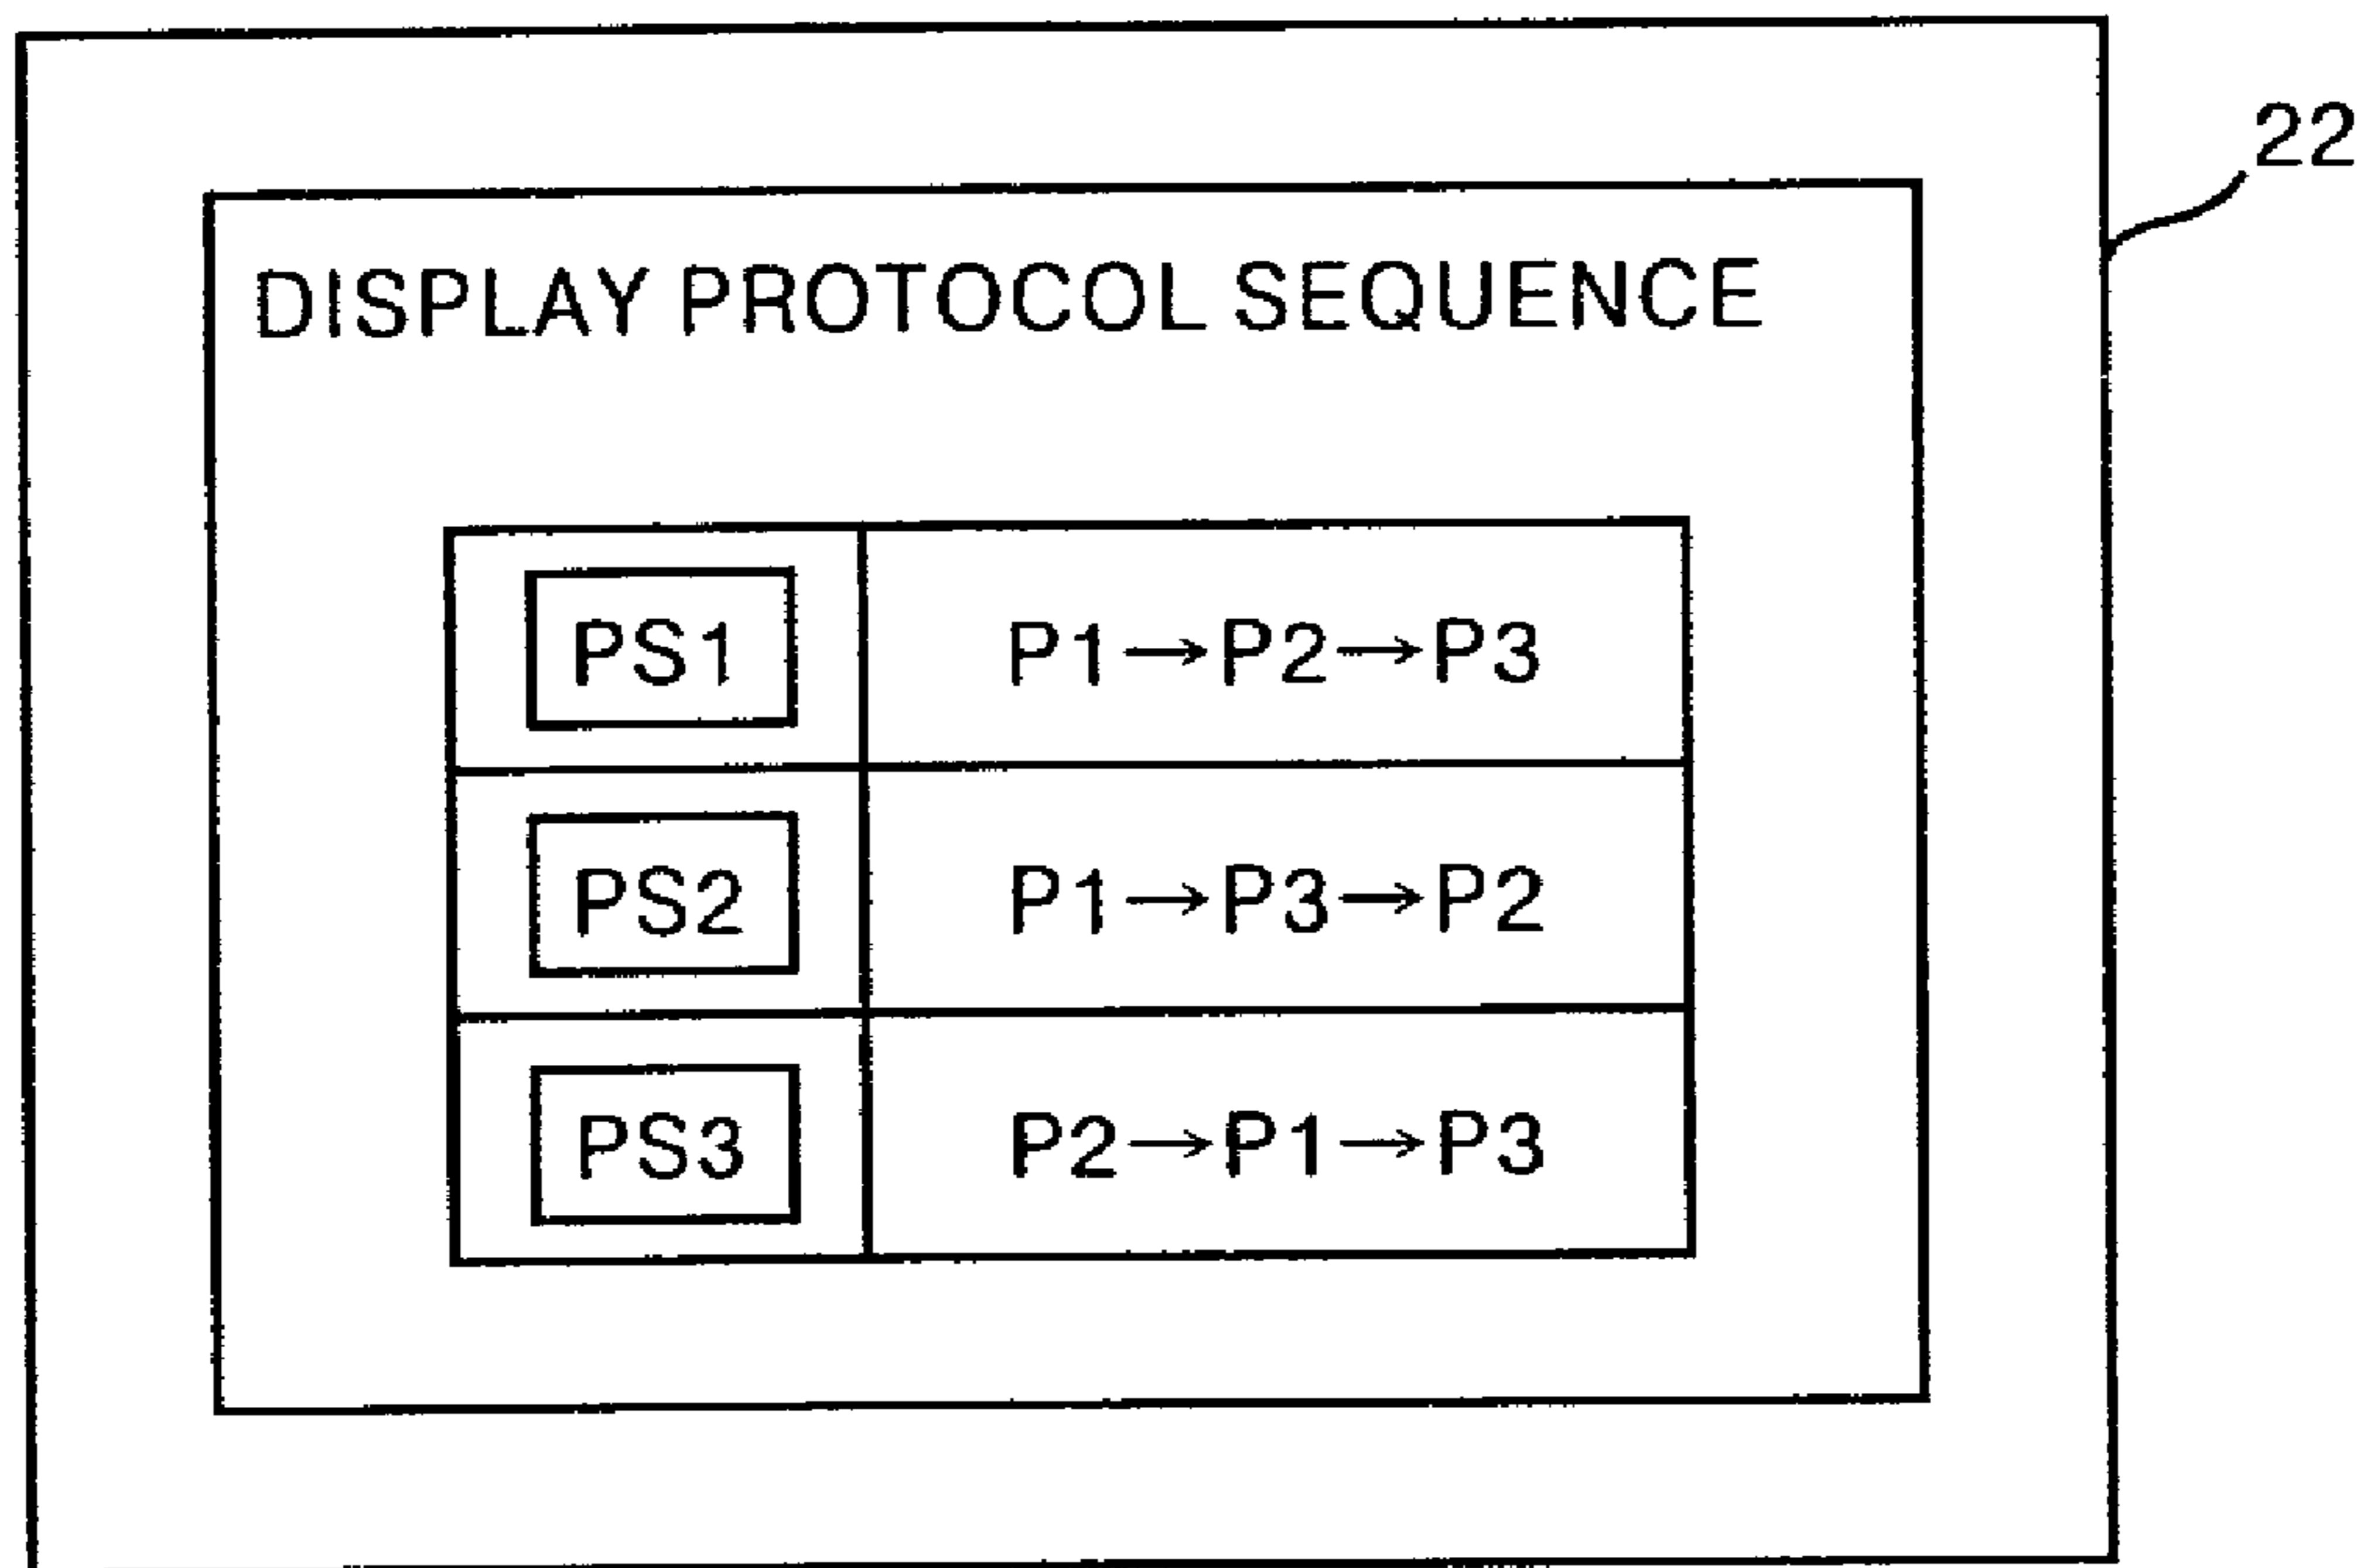 22
DISPLAY PROTOCOL SEQUENCE
PS1 P1→P2→P3
PS2 P1→P3→P2
PS3 P2→P1→P3